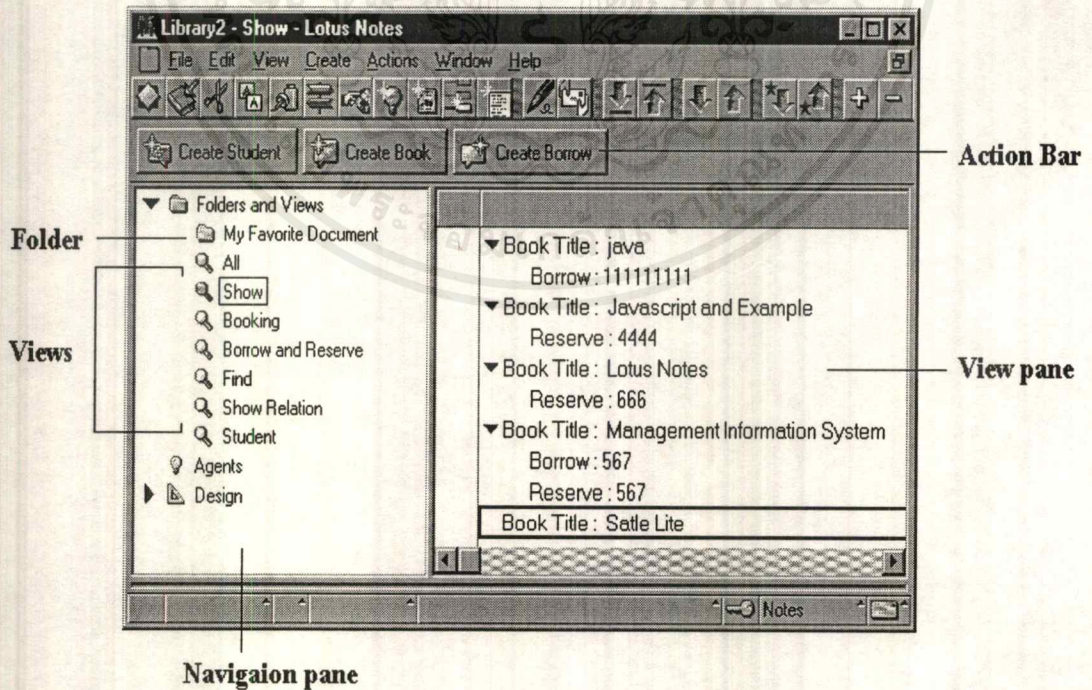 Library2 - Show - Lotus Notes
File Edit View Create Actions Window Help
Create Student Create Book Create Borrow
Action Bar
Folders and Views
Folder
My Favorite Document
All
Show
Booking
Borrow and Reserve
Find
Show Relation
Student
Views
Agents
Design
Book Title : java
Borrow : 111111111
Book Title : Javascript and Example
Reserve : 4444
Book Title : Lotus Notes
Reserve : 666
Book Title : Management Information System
Borrow : 567
Reserve : 567
Book Title : Satle Lite
View pane
Notes
Navigaion pane